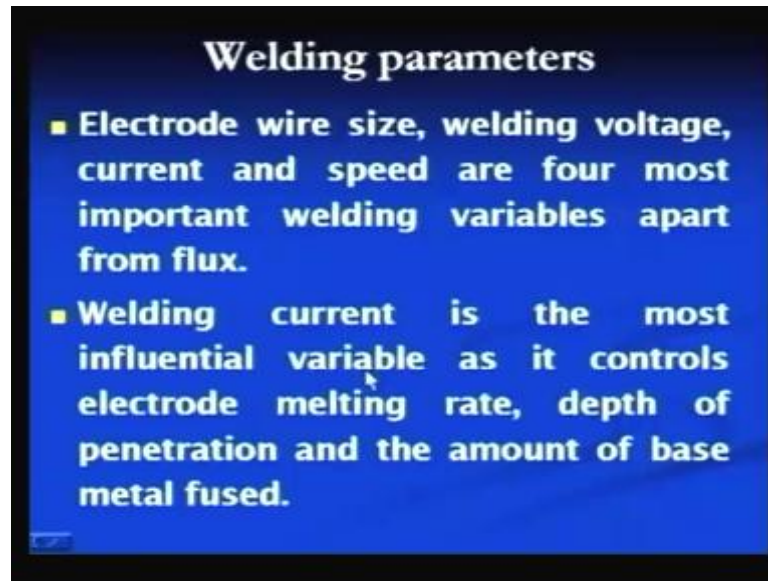 Welding parameters
Electrode wire size, welding voltage,
current and speed are four most
important welding variables apart
from flux.
Welding current is the most
influential variable as it controls
electrode melting rate, depth of
penetration and the amount of base
metal fused.